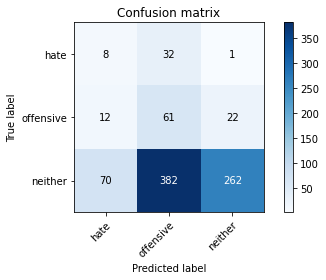 Confusion matrix
hate 8 32 1
offensive 12 61 22
neither 70 382 262
hate offensive neither
True label
Predicted label
350
300
250
200
150
100
50